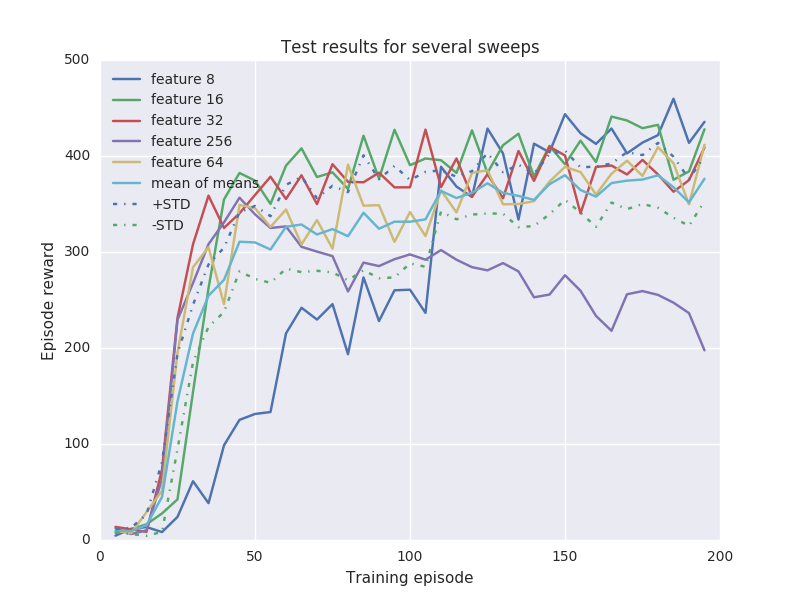 Test results for several sweeps
500
400
300
200
100
0
Episode reward
feature 8
feature 16
feature 32
feature 256
feature 64
mean of means
+STD
-STD
0 50 100 150 200
Training episode